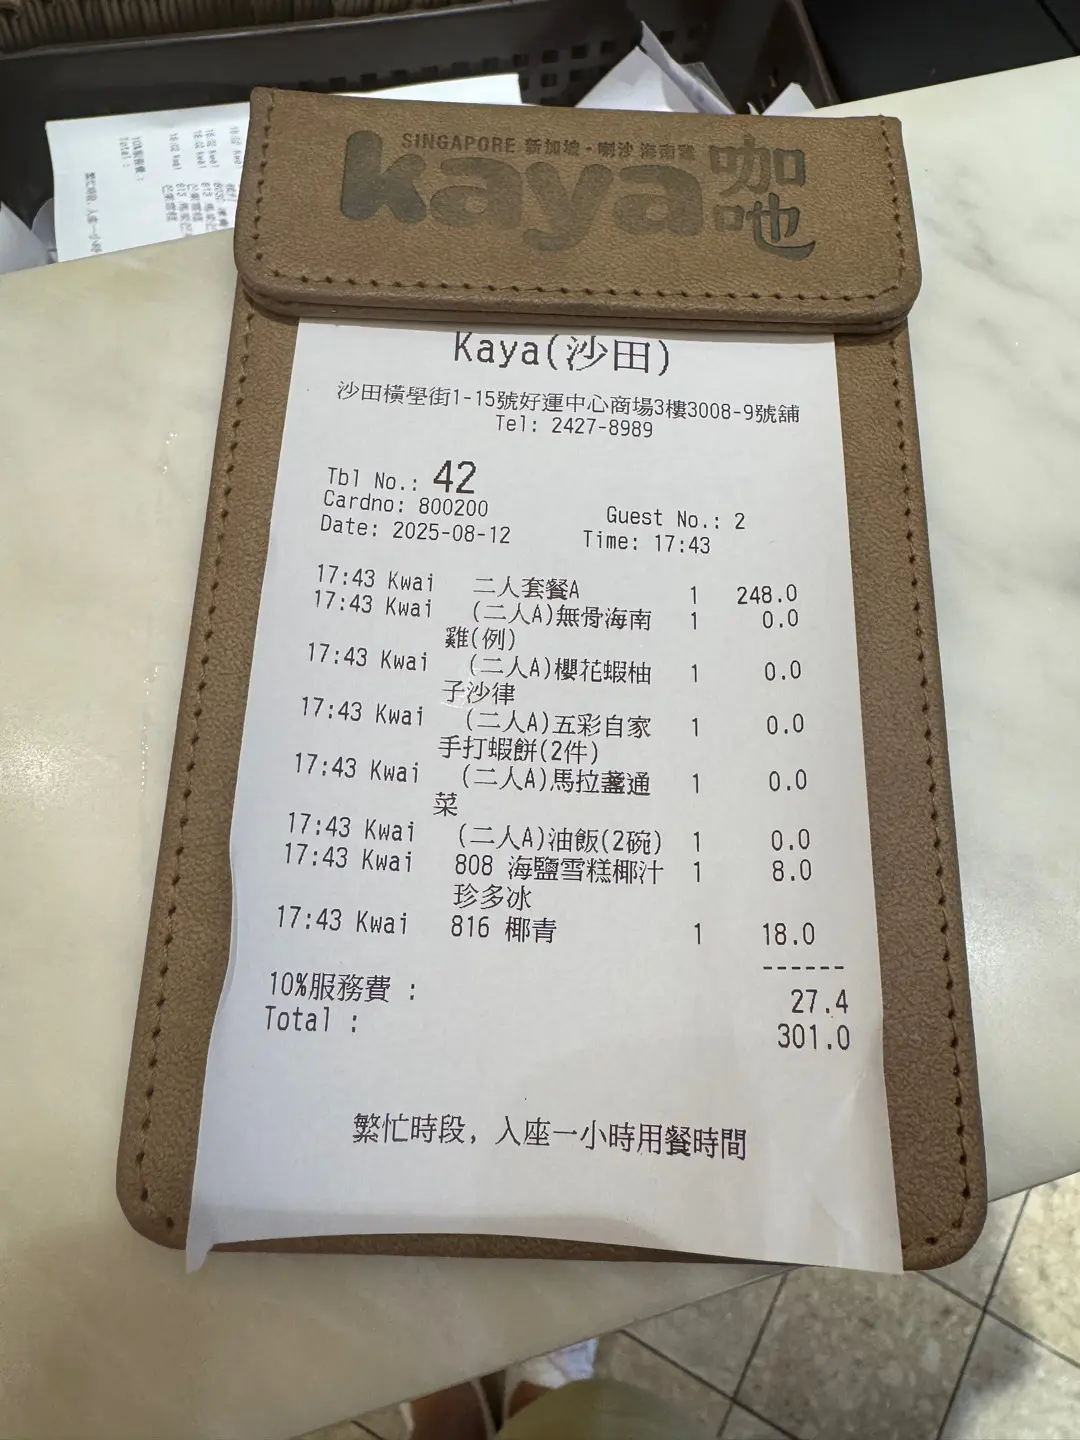 SINGAPORE 新加坡·喇沙 海南雞
kaya 咖吔
Kaya(沙田)
沙田橫壆街1-15號好運中心商場3樓3008-9號舖
Tel: 2427-8989
Tbl No.: 42
Cardno: 800200 Guest No.: 2
Date: 2025-08-12 Time: 17:43
17:43 Kwai 二人套餐A 1 248.0
17:43 Kwai (二人A)無骨海南 1 0.0
雞(例)
17:43 Kwai (二人A)櫻花蝦柚 1 0.0
子沙律
17:43 Kwai (二人A)五彩自家 1 0.0
手打蝦餅(2件)
17:43 Kwai (二人A)馬拉盞通 1 0.0
菜
17:43 Kwai (二人A)油飯(2碗) 1 0.0
17:43 Kwai 808 海鹽雪糕椰汁 1 8.0
珍多冰
17:43 Kwai 816 椰青 1 18.0
------
10%服務費 : 27.4
Total : 301.0
繁忙時段, 入座一小時用餐時間
10%服務費 :
Total :